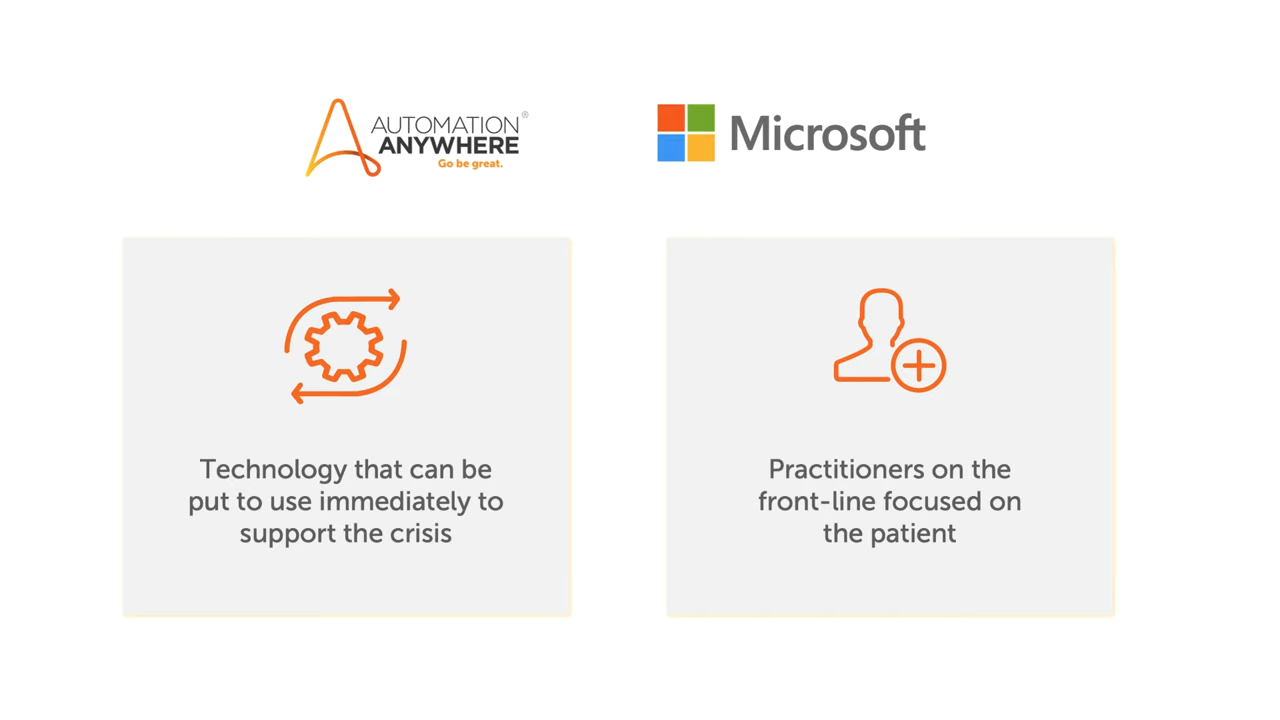 AUTOMATION
ANYWHERE
Go be great.
Microsoft
Technology that can be
put to use immediately to
support the crisis
Practitioners on the
front-line focused on
the patient